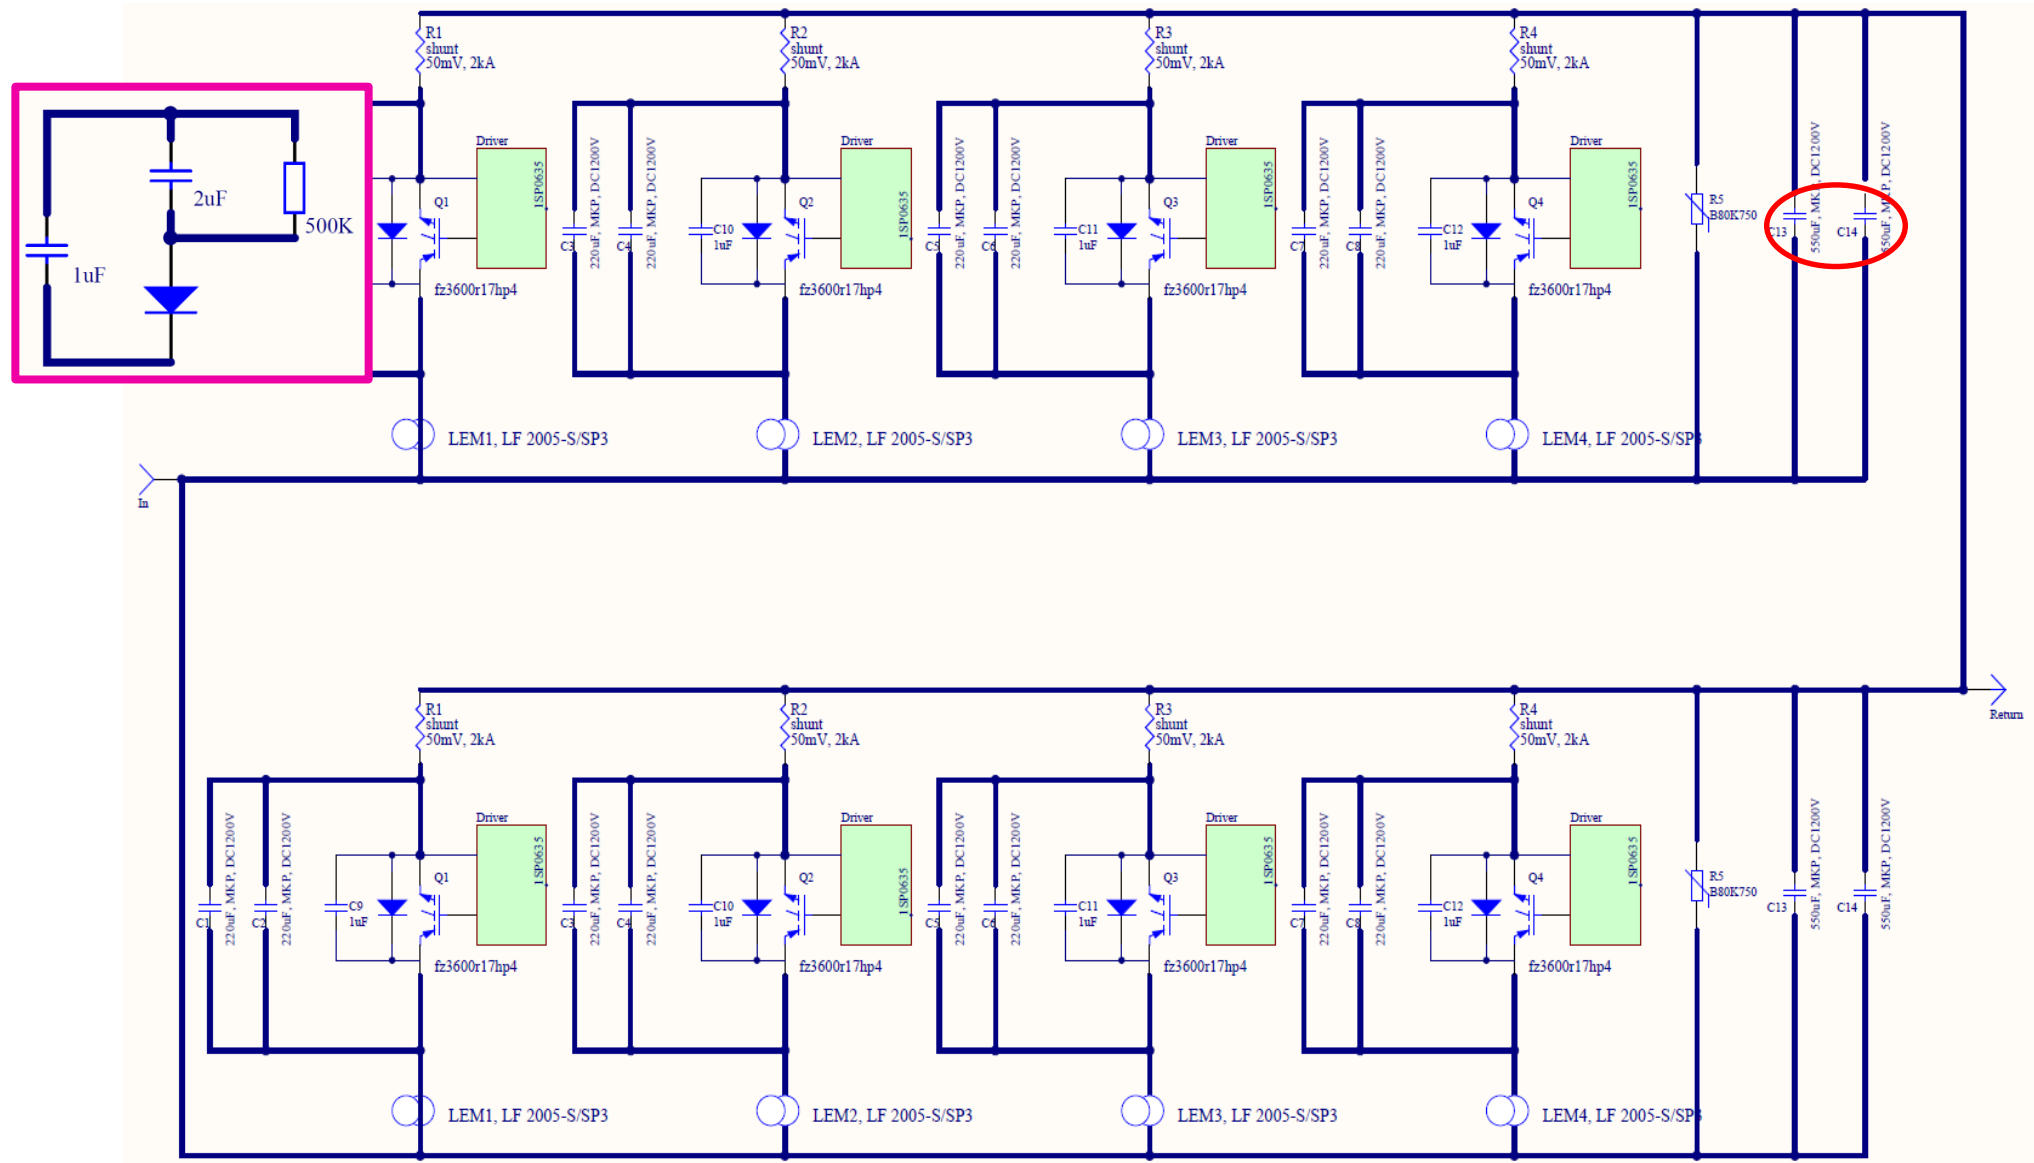 R1
shunt
50mV, 2kA
R2
shunt
50mV, 2kA
R3
shunt
50mV, 2kA
R4
shunt
50mV, 2kA
2uF
500K
1uF
Driver
1SP0635
Q1
fz3600r17hp4
C3
220uF, MKP, DC1200V
C4
220uF, MKP, DC1200V
C10
1uF
Driver
1SP0635
Q2
fz3600r17hp4
C5
220uF, MKP, DC1200V
C6
220uF, MKP, DC1200V
C11
1uF
Driver
1SP0635
Q3
fz3600r17hp4
C7
220uF, MKP, DC1200V
C8
220uF, MKP, DC1200V
C12
1uF
Driver
1SP0635
Q4
fz3600r17hp4
R5
B80K750
C13
550uF, MKP, DC1200V
C14
550uF, MKP, DC1200V
LEM1, LF 2005-S/SP3
LEM2, LF 2005-S/SP3
LEM3, LF 2005-S/SP3
LEM4, LF 2005-S/SP3
In
Return
R1
shunt
50mV, 2kA
R2
shunt
50mV, 2kA
R3
shunt
50mV, 2kA
R4
shunt
50mV, 2kA
C1
220uF, MKP, DC1200V
C2
220uF, MKP, DC1200V
C9
1uF
Driver
1SP0635
Q1
fz3600r17hp4
C3
220uF, MKP, DC1200V
C4
220uF, MKP, DC1200V
C10
1uF
Driver
1SP0635
Q2
fz3600r17hp4
C5
220uF, MKP, DC1200V
C6
220uF, MKP, DC1200V
C11
1uF
Driver
1SP0635
Q3
fz3600r17hp4
C7
220uF, MKP, DC1200V
C8
220uF, MKP, DC1200V
C12
1uF
Driver
1SP0635
Q4
fz3600r17hp4
R5
B80K750
C13
550uF, MKP, DC1200V
C14
550uF, MKP, DC1200V
LEM1, LF 2005-S/SP3
LEM2, LF 2005-S/SP3
LEM3, LF 2005-S/SP3
LEM4, LF 2005-S/SP3